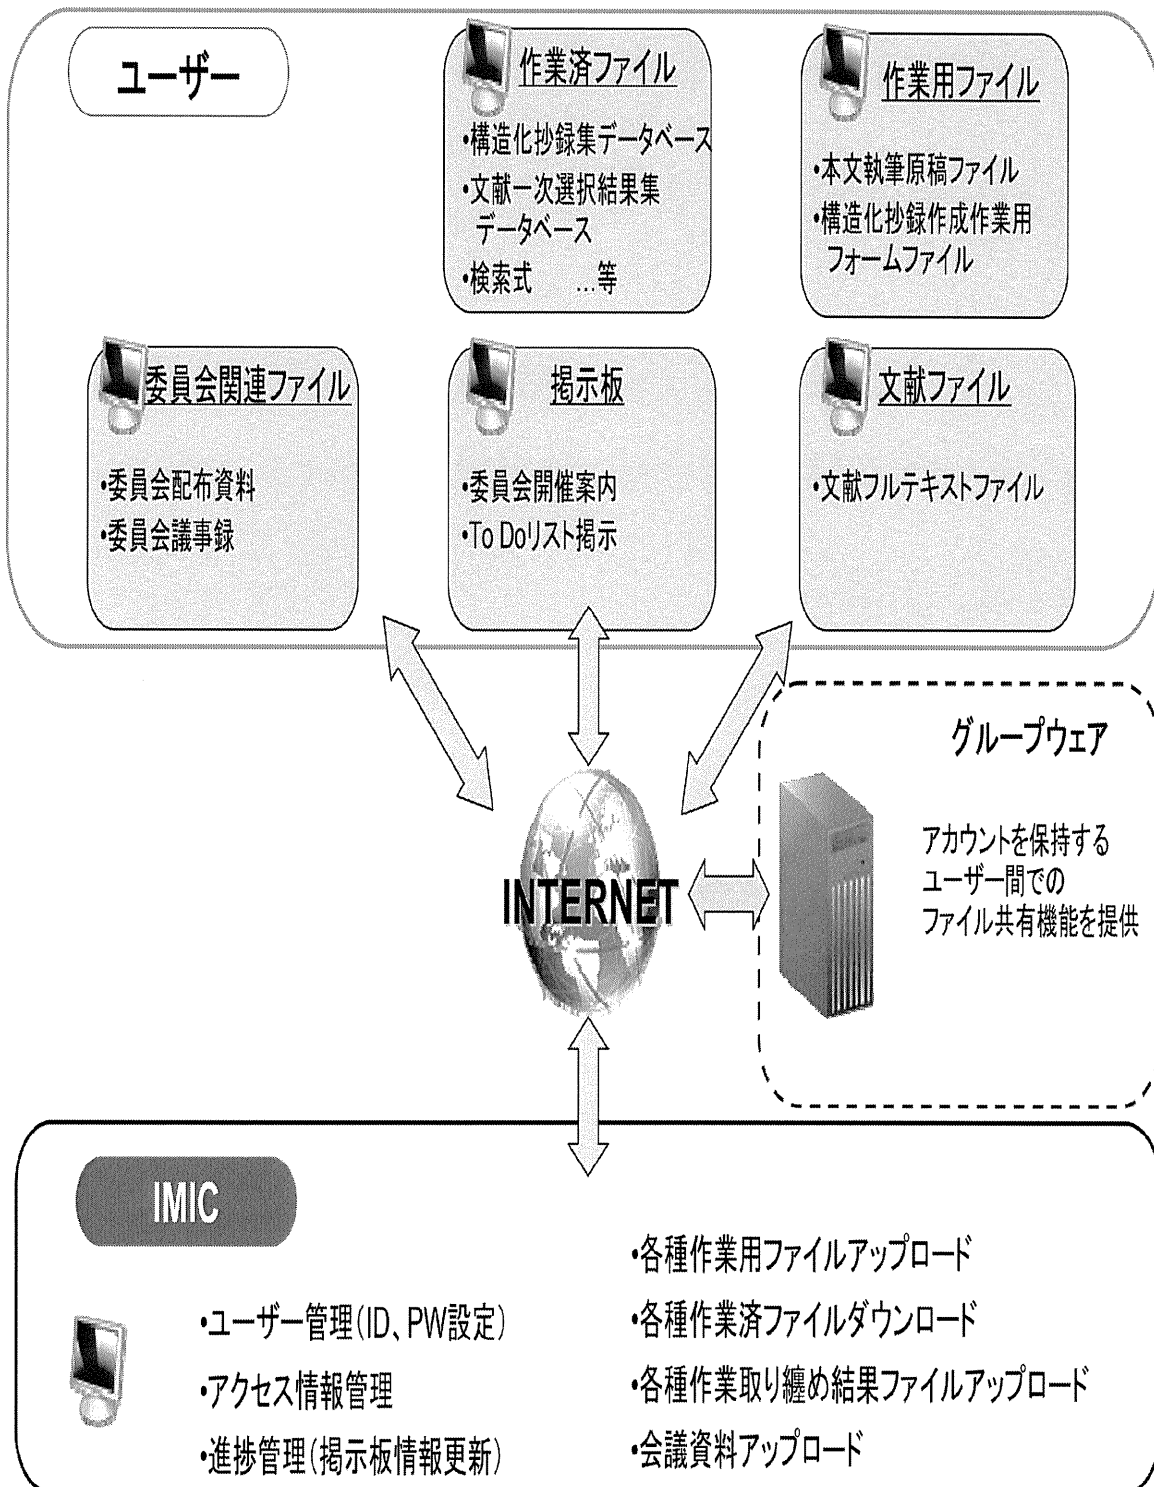 ユーザー
作業済ファイル
•構造化抄録集データベース
•文献一次選択結果集
データベース
•検索式 …等
作業用ファイル
•本文執筆原稿ファイル
•構造化抄録作成作業用
フォームファイル
委員会関連ファイル
•委員会配布資料
•委員会議事録
掲示板
•委員会開催案内
•To Doリスト掲示
文献ファイル
•文献フルテキストファイル
グループウェア
アカウントを保持する
ユーザー間での
ファイル共有機能を提供
INTERNET
IMIC
•ユーザー管理(ID、PW設定)
•アクセス情報管理
•進捗管理(掲示板情報更新)
•各種作業用ファイルアップロード
•各種作業済ファイルダウンロード
•各種作業取り纏め結果ファイルアップロード
•会議資料アップロード